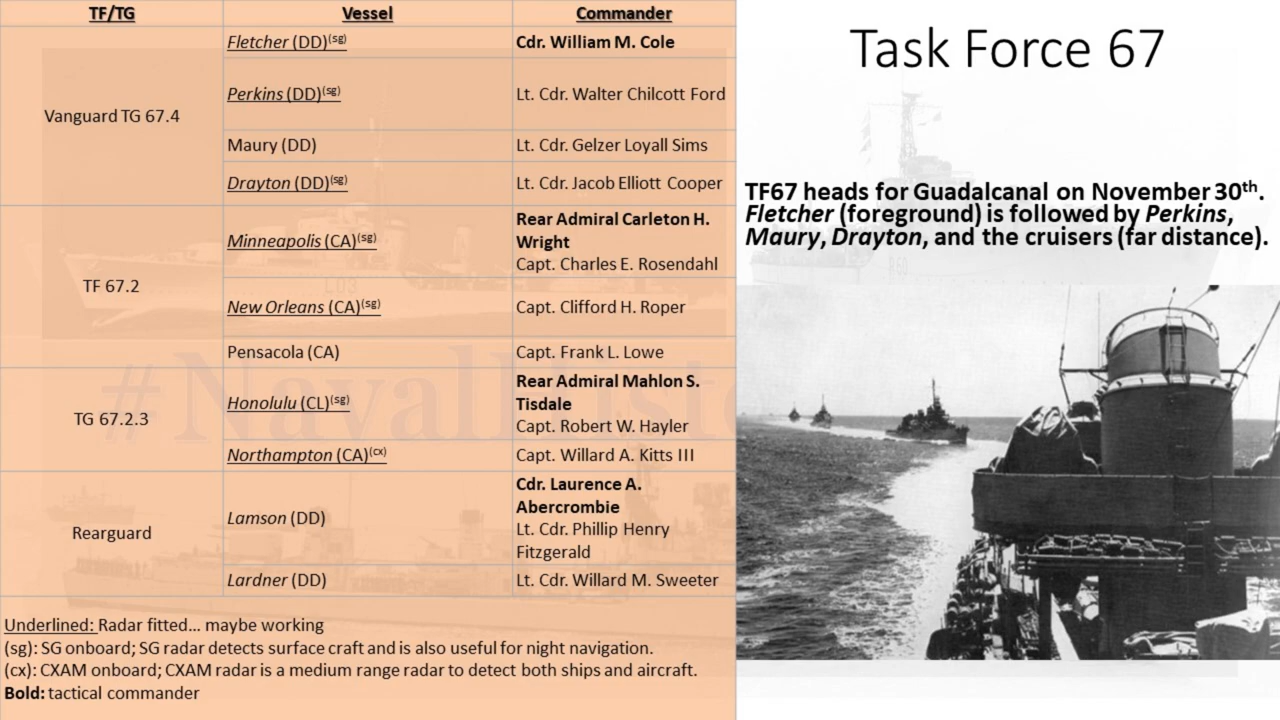 TF/TG Vessel Commander
Vanguard TG 67.4
Fletcher (DD)(sg) Cdr. William M. Cole
Perkins (DD)(sg) Lt. Cdr. Walter Chilcott Ford
Maury (DD) Lt. Cdr. Gelzer Loyall Sims
Drayton (DD)(sg) Lt. Cdr. Jacob Elliott Cooper
TF 67.2
Minneapolis (CA)(sg)
Rear Admiral Carleton H.
Wright
Capt. Charles E. Rosendahl
New Orleans (CA)(sg) Capt. Clifford H. Roper
Pensacola (CA) Capt. Frank L. Lowe
TG 67.2.3
Honolulu (CL)(sg)
Rear Admiral Mahlon S.
Tisdale
Capt. Robert W. Hayler
Northampton (CA)(cx) Capt. Willard A. Kitts III
Rearguard
Lamson (DD)
Cdr. Laurence A.
Abercrombie
Lt. Cdr. Phillip Henry
Fitzgerald
Lardner (DD) Lt. Cdr. Willard M. Sweeter
Underlined: Radar fitted... maybe working
(sg): SG onboard; SG radar detects surface craft and is also useful for night navigation.
(cx): CXAM onboard; CXAM radar is a medium range radar to detect both ships and aircraft.
Bold: tactical commander
Task Force 67
TF67 heads for Guadalcanal on November 30th.
Fletcher (foreground) is followed by Perkins,
Maury, Drayton, and the cruisers (far distance).
L03